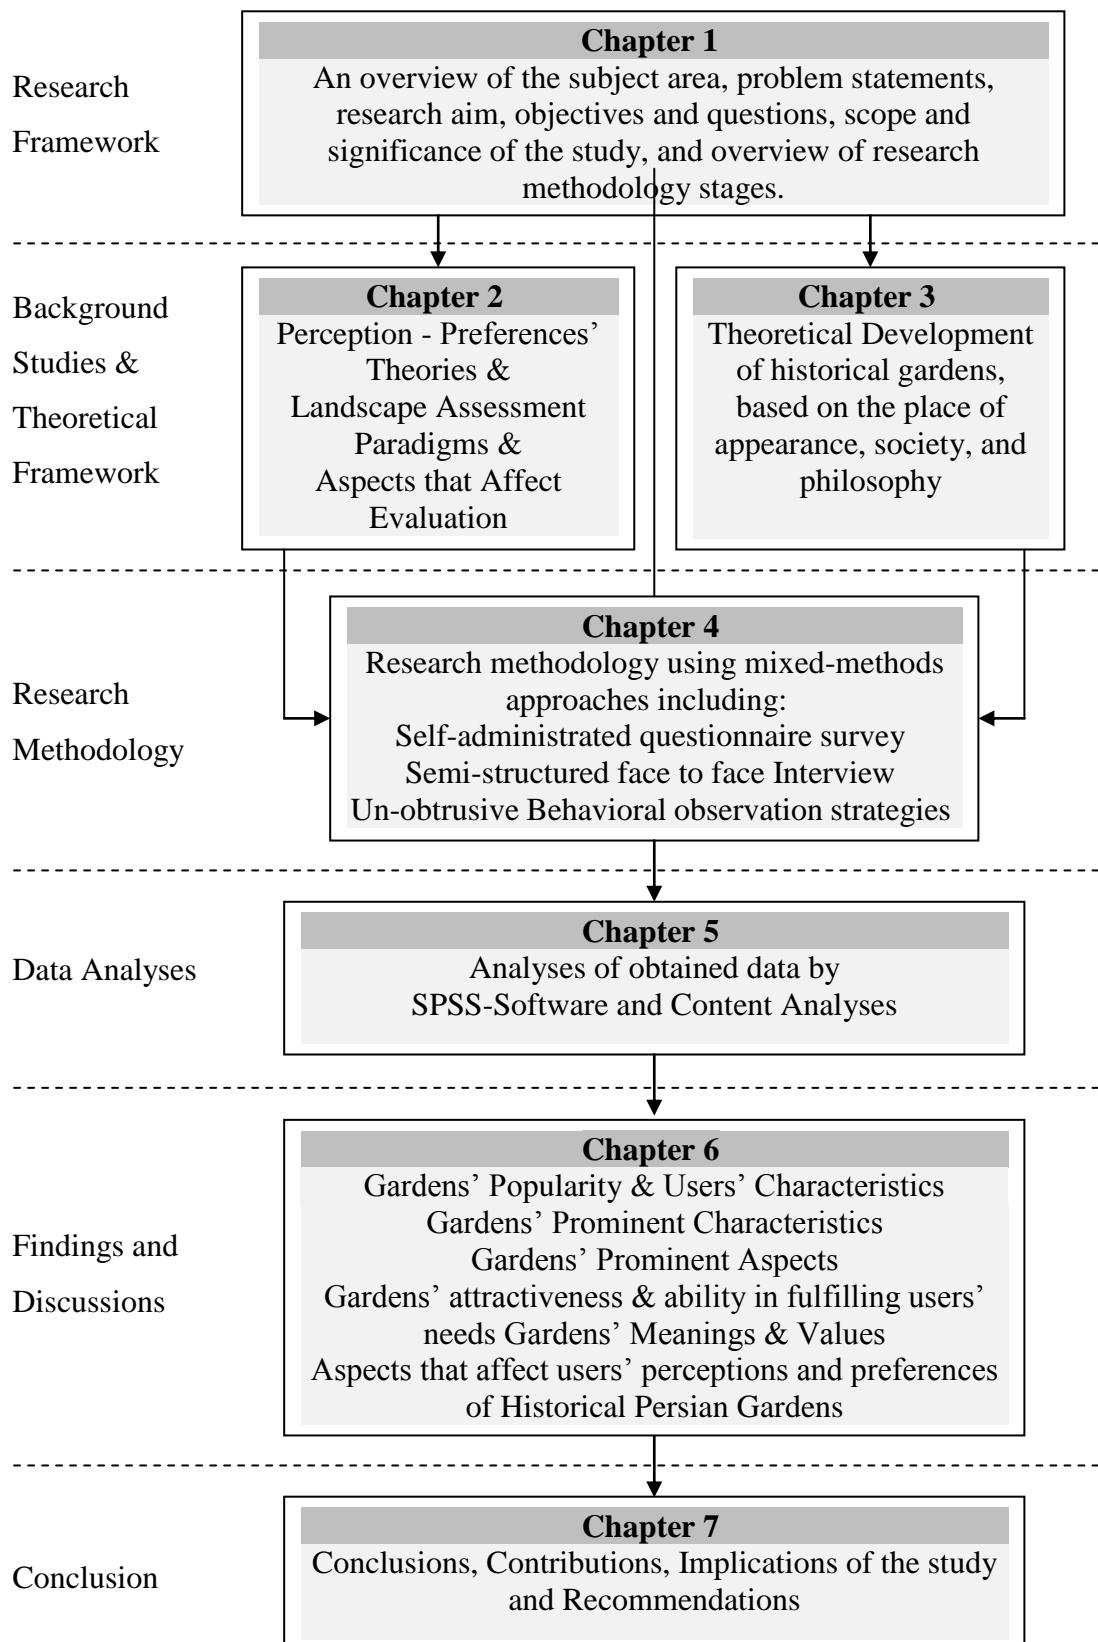 Research
Framework
Chapter 1
An overview of the subject area, problem statements,
research aim, objectives and questions, scope and
significance of the study, and overview of research
methodology stages.
Background
Studies &
Theoretical
Framework
Chapter 2
Perception - Preferences’
Theories &
Landscape Assessment
Paradigms &
Aspects that Affect
Evaluation
Chapter 3
Theoretical Development
of historical gardens,
based on the place of
appearance, society, and
philosophy
Research
Methodology
Chapter 4
Research methodology using mixed-methods
approaches including:
Self-administrated questionnaire survey
Semi-structured face to face Interview
Un-obtrusive Behavioral observation strategies
Data Analyses
Chapter 5
Analyses of obtained data by
SPSS-Software and Content Analyses
Findings and
Discussions
Chapter 6
Gardens’ Popularity & Users’ Characteristics
Gardens’ Prominent Characteristics
Gardens’ Prominent Aspects
Gardens’ attractiveness & ability in fulfilling users’
needs Gardens’ Meanings & Values
Aspects that affect users’ perceptions and preferences
of Historical Persian Gardens
Conclusion
Chapter 7
Conclusions, Contributions, Implications of the study
and Recommendations